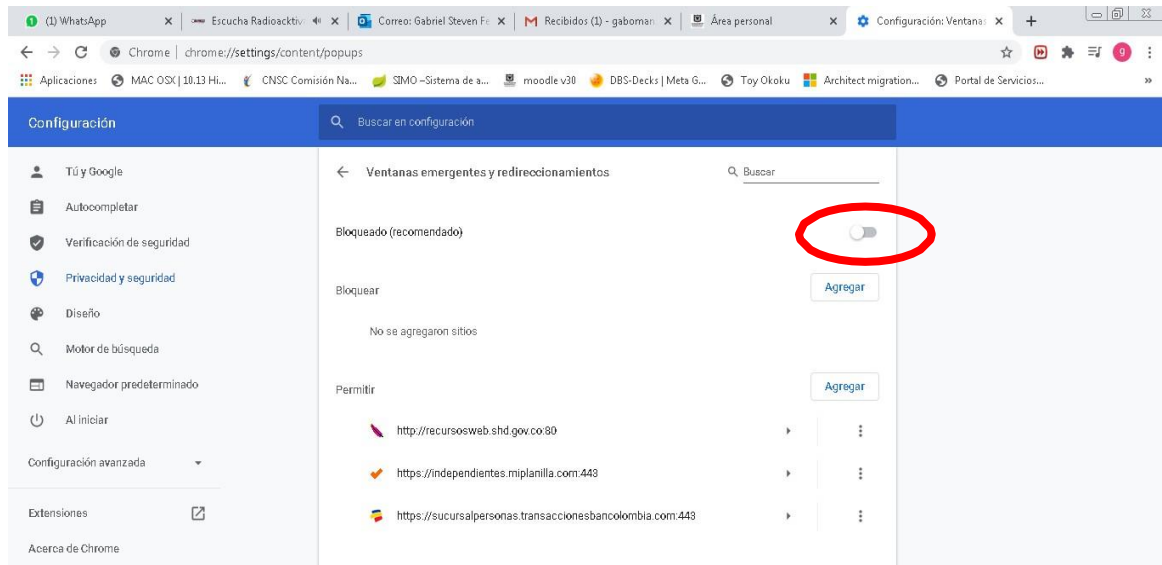 (1) WhatsApp
Escucha Radioacktiv
Correo: Gabriel Steven Fe
Recibidos (1) - gaboman
Área personal
Configuración: Ventanas
Chrome | chrome://settings/content/popups
g
Aplicaciones
MAC OSX | 10.13 Hi...
CNSC Comisión Na...
SIMO –Sistema de a...
moodle v30
DBS-Decks | Meta G...
Toy Okoku
Architect migration...
Portal de Servicios...
»
Configuración
Buscar en configuración
Tú y Google
Autocompletar
Verificación de seguridad
Privacidad y seguridad
Diseño
Motor de búsqueda
Navegador predeterminado
Al iniciar
Configuración avanzada
Extensiones
Acerca de Chrome
Ventanas emergentes y redireccionamientos
Buscar
Bloqueado (recomendado)
Bloquear
Agregar
No se agregaron sitios
Permitir
Agregar
http://recursosweb.shd.gov.co:80
https://independientes.miplanilla.com:443
https://sucursalpersonas.transaccionesbancolombia.com:443